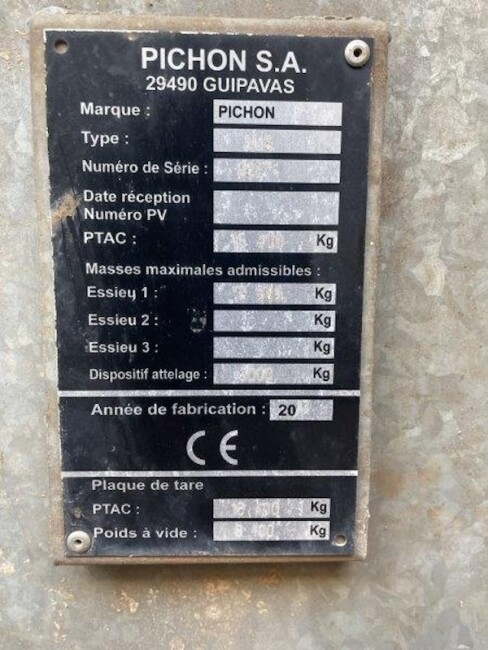 PICHON S.A.
29490 GUIPAVAS
Marque : PICHON
Type :
Numéro de Série :
Date réception
Numéro PV
PTAC : Kg
Masses maximales admissibles :
Essieu 1 : Kg
Essieu 2 : Kg
Essieu 3 : Kg
Dispositif attelage : Kg
Année de fabrication : 20
CE
Plaque de tare
PTAC : Kg
Poids à vide : Kg